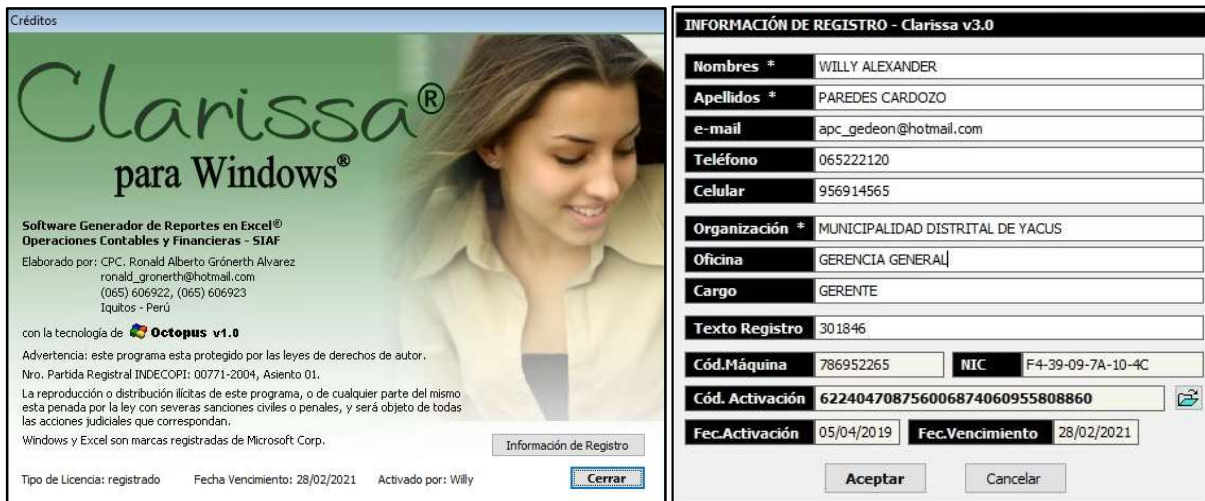 Créditos
Clarissa®
para Windows®
Software Generador de Reportes en Excel®
Operaciones Contables y Financieras - SIAF
Elaborado por: CPC. Ronald Alberto Grónerth Alvarez
ronald_gronerth@hotmail.com
(065) 606922, (065) 606923
Iquitos - Perú
con la tecnología de Octopus v1.0
Advertencia: este programa esta protegido por las leyes de derechos de autor.
Nro. Partida Registral INDECOPI: 00771-2004, Asiento 01.
La reproducción o distribución ilícitas de este programa, o de cualquier parte del mismo
esta penada por la ley con severas sanciones civiles o penales, y será objeto de todas
las acciones judiciales que correspondan.
Windows y Excel son marcas registradas de Microsoft Corp.
Información de Registro
Tipo de Licencia: registrado Fecha Vencimiento: 28/02/2021 Activado por: Willy Cerrar
INFORMACIÓN DE REGISTRO - Clarissa v3.0
Nombres * WILLY ALEXANDER
Apellidos * PAREDES CARDOZO
e-mail apc_gedeon@hotmail.com
Teléfono 065222120
Celular 956914565
Organización * MUNICIPALIDAD DISTRITAL DE YACUS
Oficina GERENCIA GENERAL
Cargo GERENTE
Texto Registro 301846
Cód.Máquina 786952265 NIC F4-39-09-7A-10-4C
Cód. Activación 622404708756006874060955808860
Fec.Activación 05/04/2019 Fec.Vencimiento 28/02/2021
Aceptar Cancelar